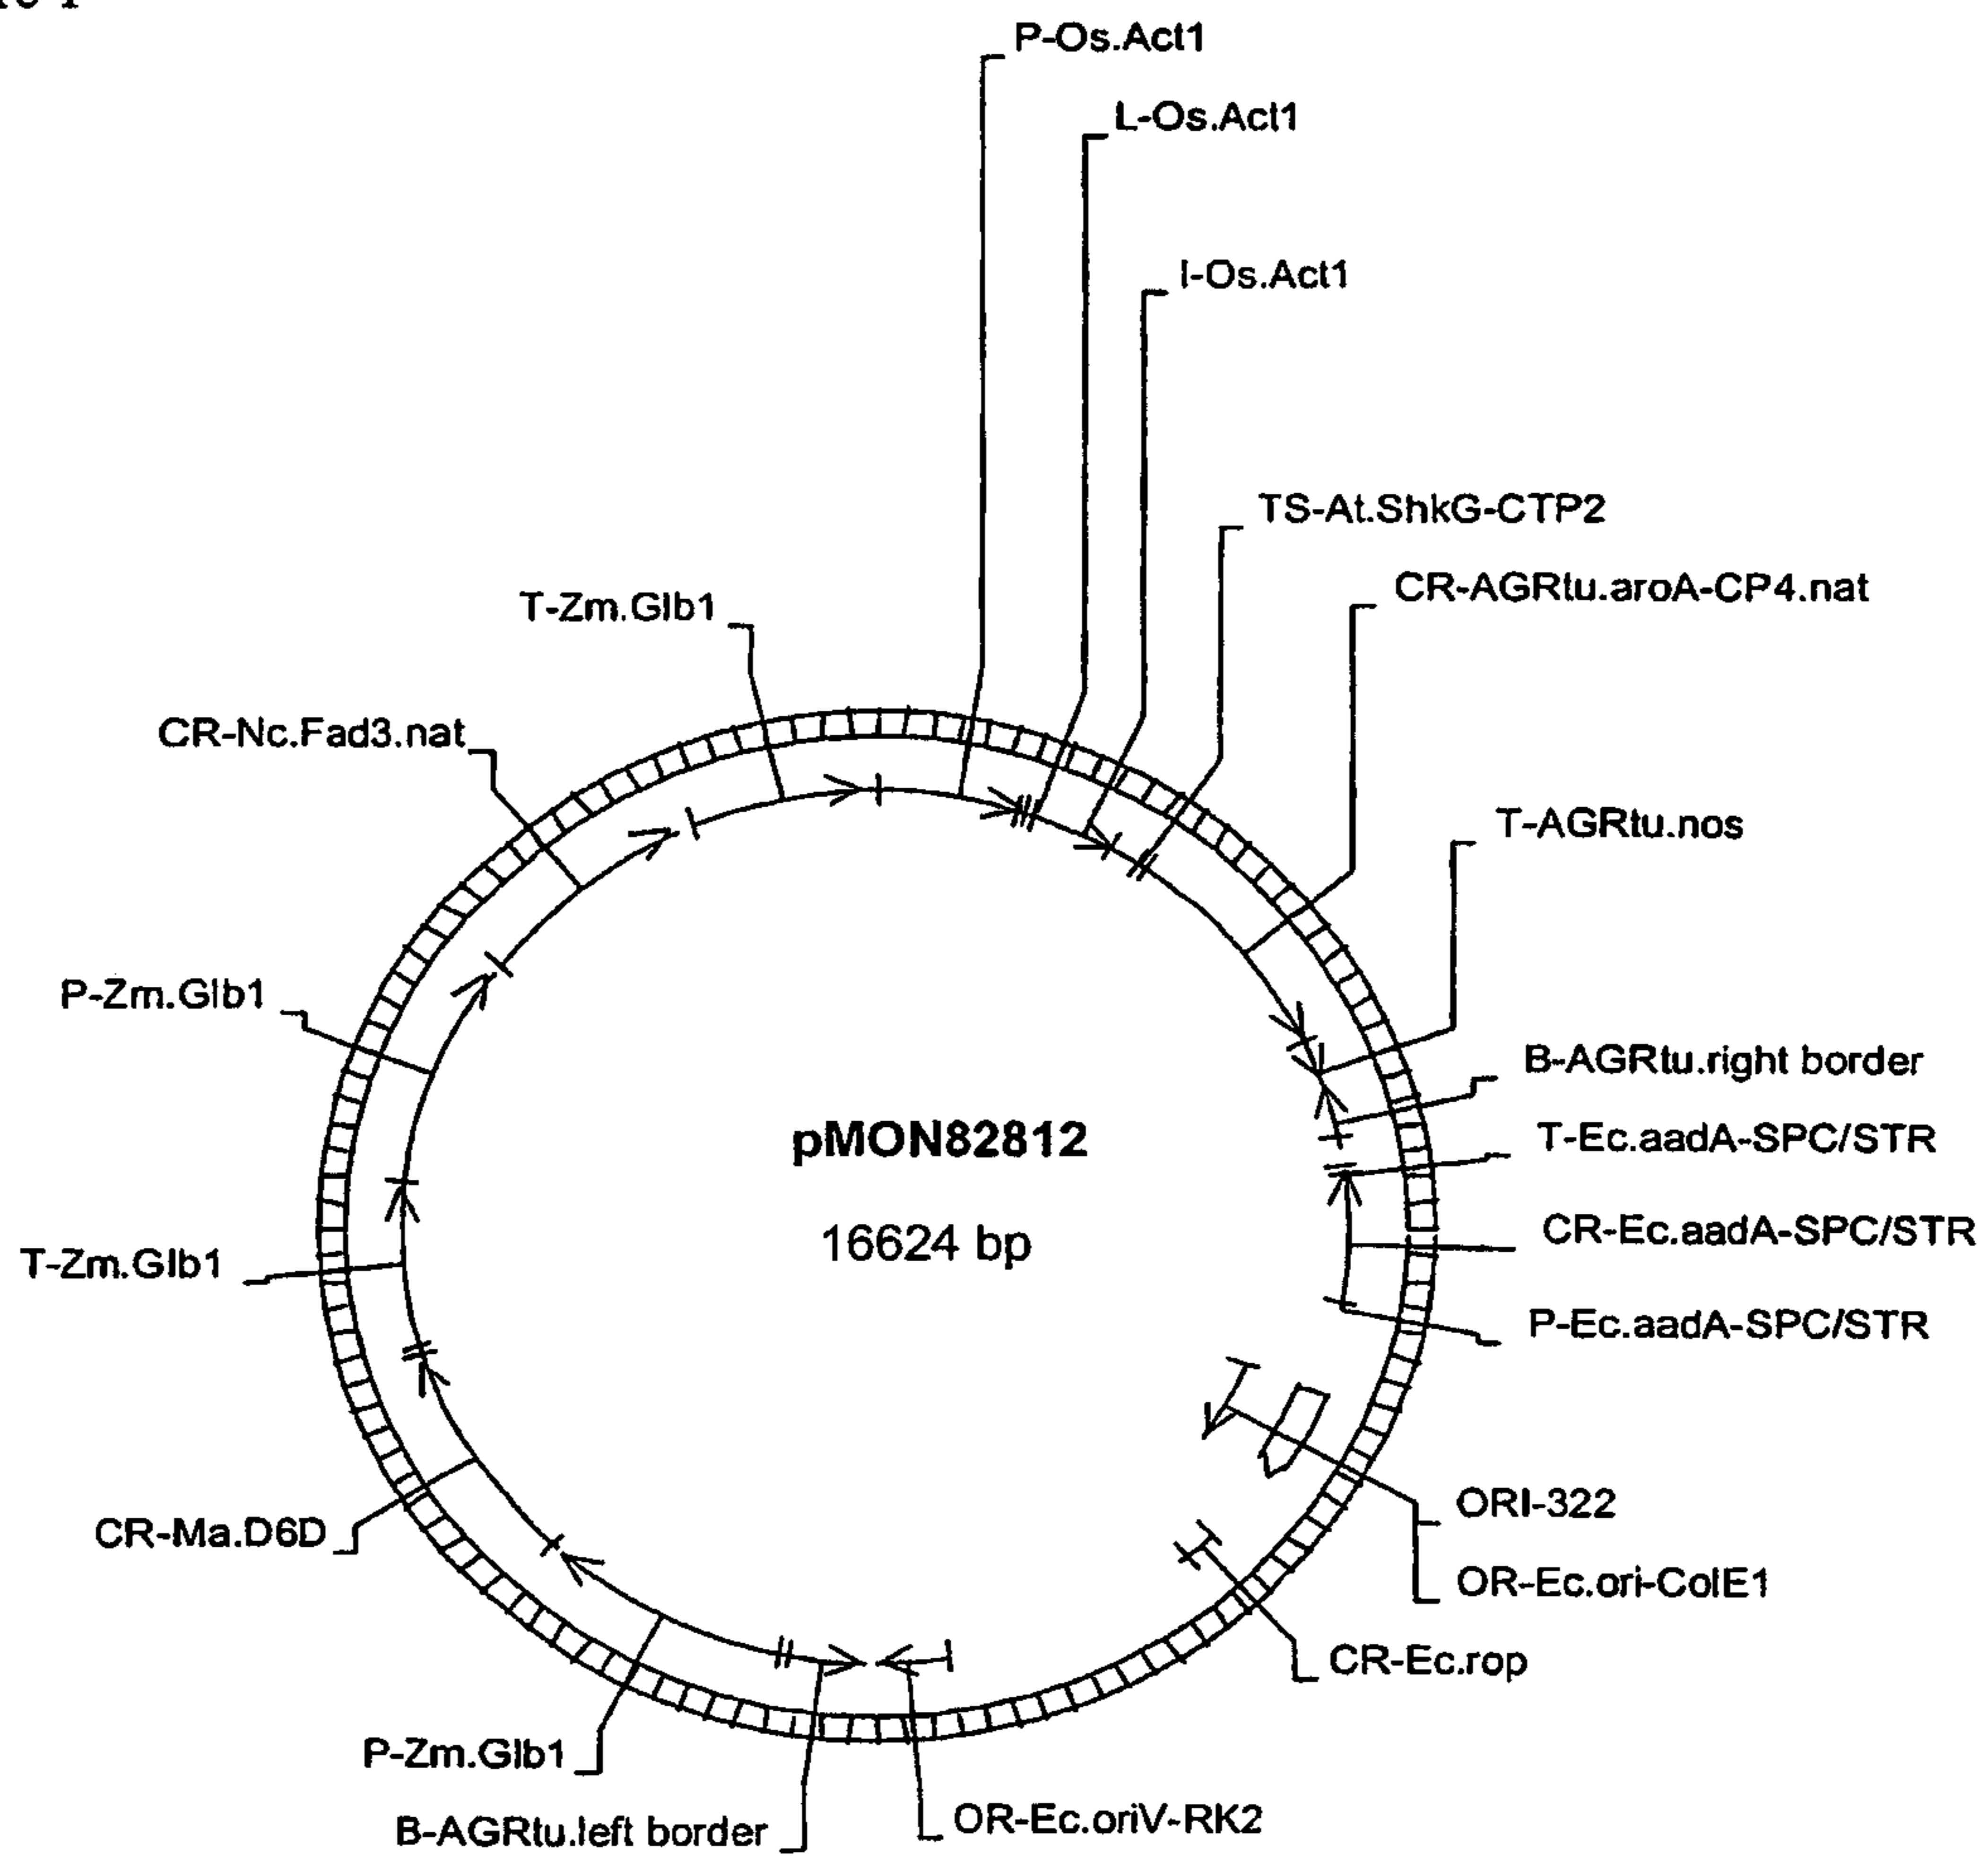 P-Os.Act1
L-Os.Act1
I-Os.Act1
TS-At.ShkG-CTP2
CR-AGRtu.aroA-CP4.nat
T-Zm.Glb1
CR-Nc.Fad3.nat
T-AGRtu.nos
P-Zm.Glb1
B-AGRtu.right border
pMON82812
T-Ec.aadA-SPC/STR
16624 bp
CR-Ec.aadA-SPC/STR
T-Zm.Glb1
P-Ec.aadA-SPC/STR
ORI-322
CR-Ma.D6D
OR-Ec.ori-ColE1
CR-Ec.rop
P-Zm.Glb1
OR-Ec.oriV-RK2
B-AGRtu.left border